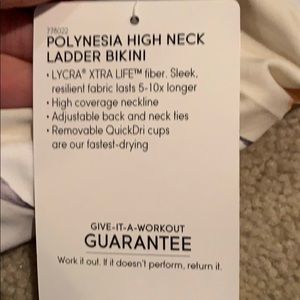 778022
POLYNESIA HIGH NECK
LADDER BIKINI
• LYCRA® XTRA LIFE™ fiber. Sleek,
resilient fabric lasts 5-10x longer
• High coverage neckline
• Adjustable back and neck ties
• Removable QuickDri cups
are our fastest-drying
GIVE-IT-A-WORKOUT
GUARANTEE
Work it out. If it doesn't perform, return it.